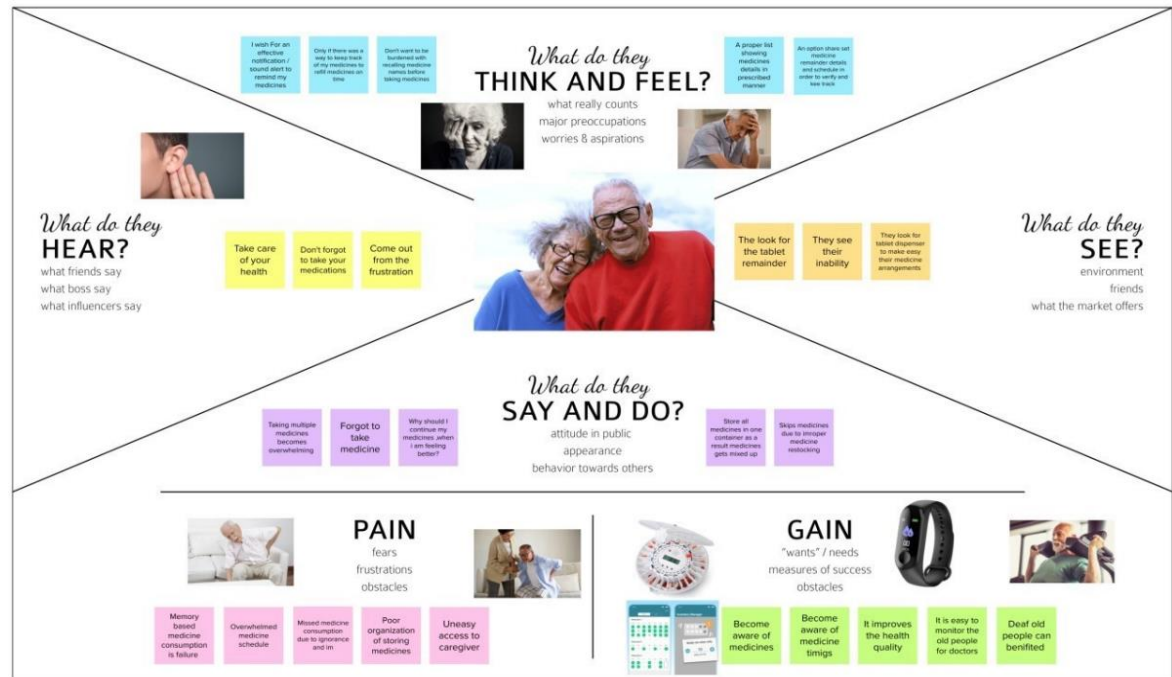 I wish For an
effective
notification /
sound alert to
remind my
medicines
Only if there was a
way to keep track
of my medicines to
refill medicines on
time
Don't want to be
burdened with
recalling medicine
names before
taking medicines
What do they
THINK AND FEEL?
what really counts
major preoccupations
worries & aspirations
A proper list
showing
medicines
details in
prescribed
manner
An option share set
medicine
remainder details
end schedule in
order to verify and
kee track
What do they
HEAR?
what friends say
what boss say
what influencers say
Take care
of your
health
Don't forgot
to take your
medications
Come out
from the
frustration
The look for
the tablet
remainder
They see
their
inability
They look for
tablet dispenser
to make easy
their medicine
arrangements
What do they
SEE?
environment
friends
what the market offers
What do they
SAY AND DO?
attitude in public
appearance
behavior towards others
Taking multiple
medicines
becomes
overwhelming
Forgot to
take
medicine
Why should I
continue my
medicines ,when
i am feeling
better?
Store all
medicines in one
container as a
result medicines
gets mixed up
Skips medicines
due to imroper
medicine
restocking
PAIN
fears
frustrations
obstacles
Memory
based
medicine
consumption
is failure
Overwhelmed
medicine
schedule
Missed medicine
consumption
due to ignorence
and im
Poor
organization
of storing
medicines
Uneasy
access to
caregiver
GAIN
"wants" / needs
measures of success
obstacles
Become
aware of
medicines
Become
aware of
medicine
timigs
It improves
the health
quality
It is easy to
monitor the
old people for
doctors
Deaf old
people can
benifited